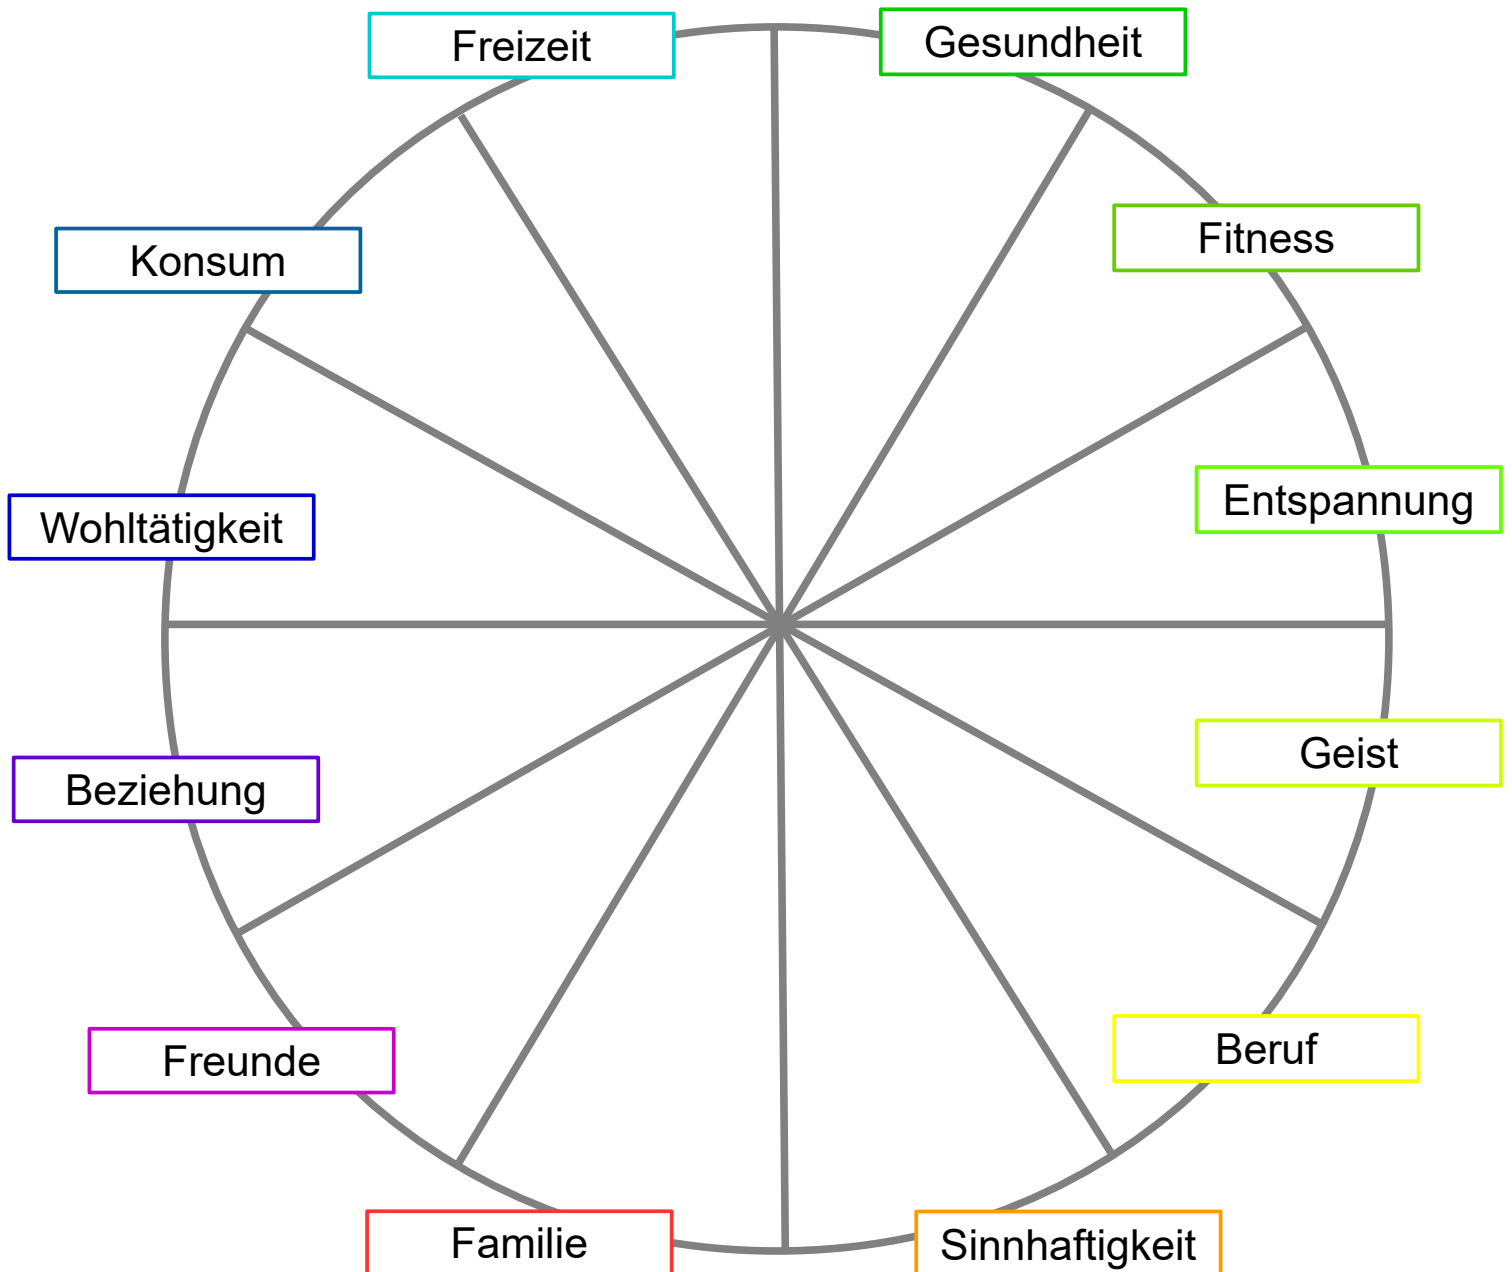 Freizeit
Gesundheit
Fitness
Konsum
Entspannung
Wohltätigkeit
Geist
Beziehung
Beruf
Freunde
Familie
Sinnhaftigkeit